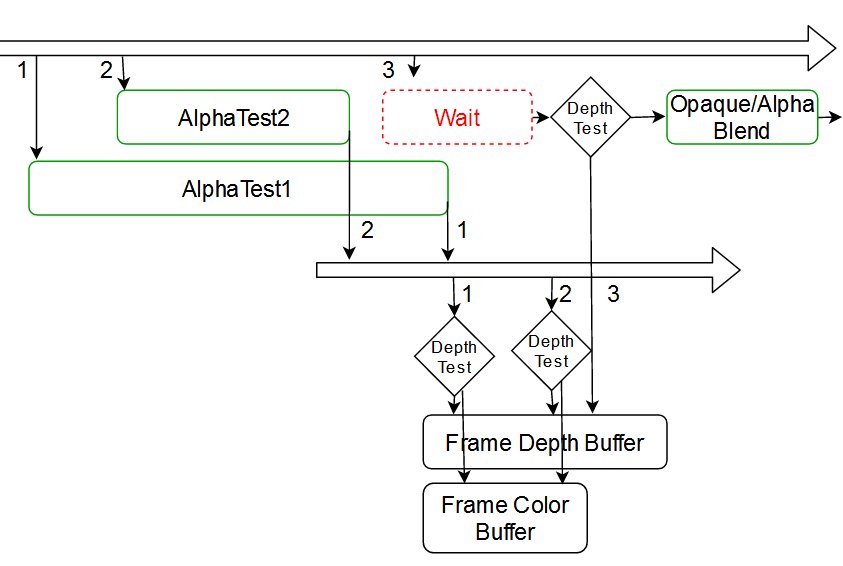 1
2
3
AlphaTest2
Wait
Depth
Test
Opaque/Alpha
Blend
AlphaTest1
2
1
1
2
3
Depth
Test
Depth
Test
Frame Depth Buffer
Frame Color
Buffer